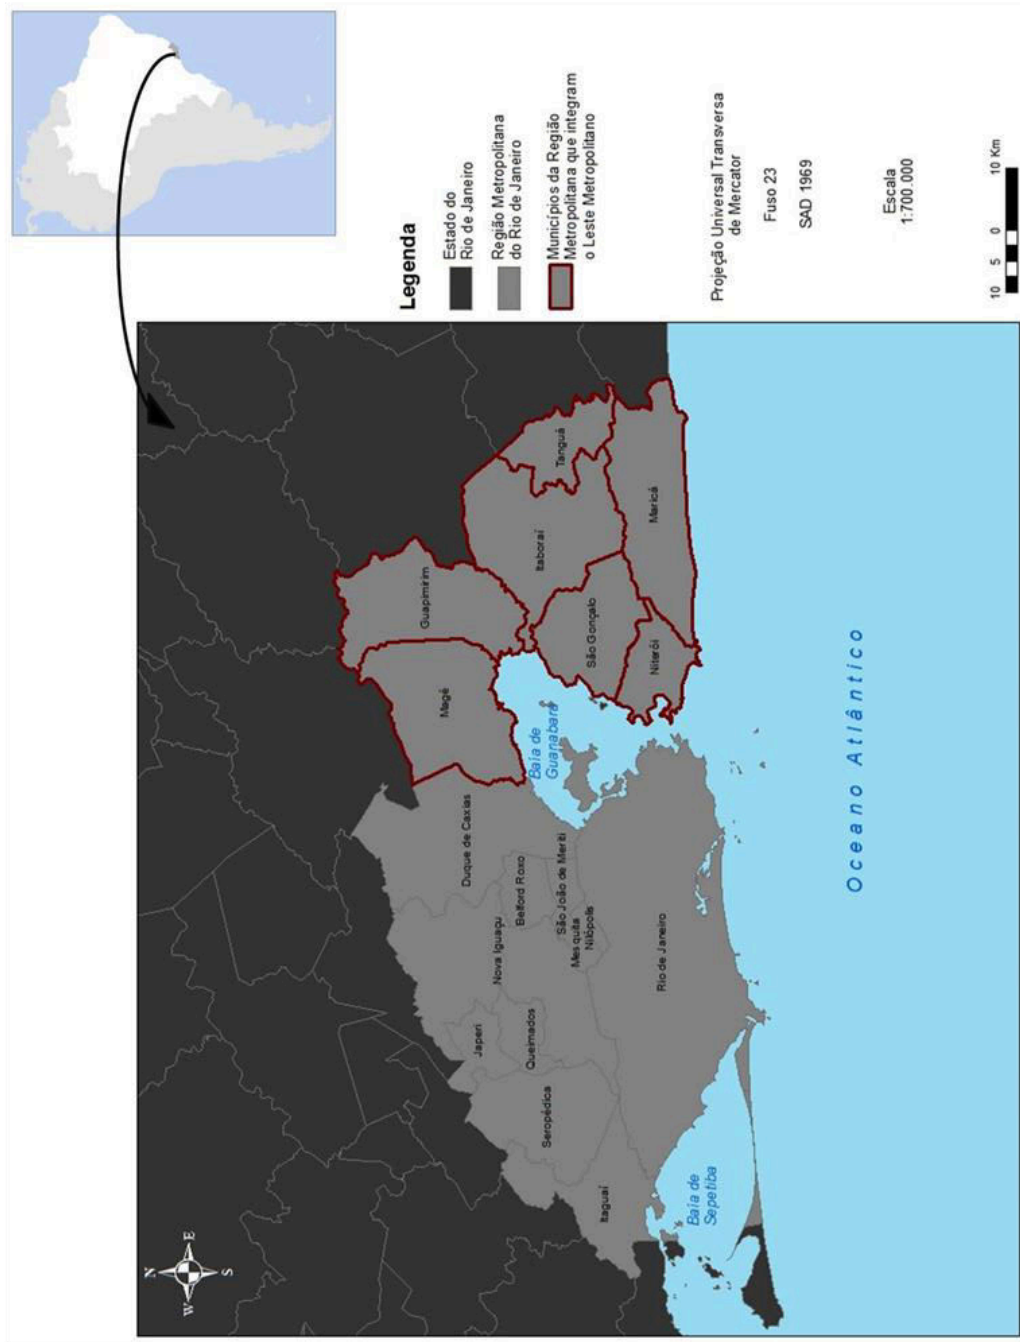 Legenda
Estado do
Rio de Janeiro
Região Metropolitana
do Rio de Janeiro
Municípios da Região
Metropolitana que integram
o Leste Metropolitano
Projeção Universal Transversa
de Mercator
Fuso 23
SAD 1969
Escala
1:700.000
10 5 0 10 Km
N
W E
S
Itaguaí
Seropédica
Japeri
Queimados
Nova Iguaçu
Belford Roxo
Mesquita
Nilópolis
São João de Meriti
Duque de Caxias
Rio de Janeiro
Magé
Guapimirim
Itaboraí
Tanguá
São Gonçalo
Niterói
Maricá
Baía de
Guanabara
Baía de
Sepetiba
Oceano Atlântico